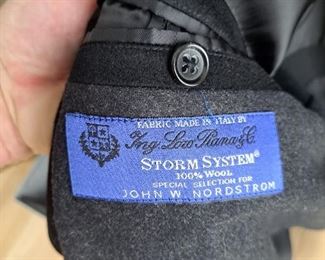 FABRIC MADE IN ITALY BY
Ing. Loro Piana & C.
STORM SYSTEM®
100% WOOL
SPECIAL SELECTION FOR
JOHN W. NORDSTROM